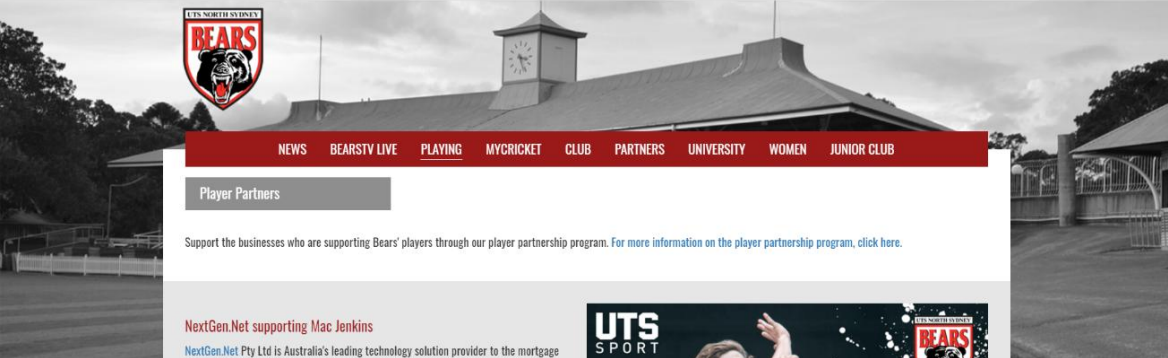 UTS NORTH SYDNEY
BEARS
NEWS BEARSTV LIVE PLAYING MYCRICKET CLUB PARTNERS UNIVERSITY WOMEN JUNIOR CLUB
Player Partners
Support the businesses who are supporting Bears' players through our player partnership program. For more information on the player partnership program, click here.
NextGen.Net supporting Mac Jenkins
NextGen.Net Pty Ltd is Australia's leading technology solution provider to the mortgage
UTS
SPORT
UTS NORTH SYDNEY
BEARS